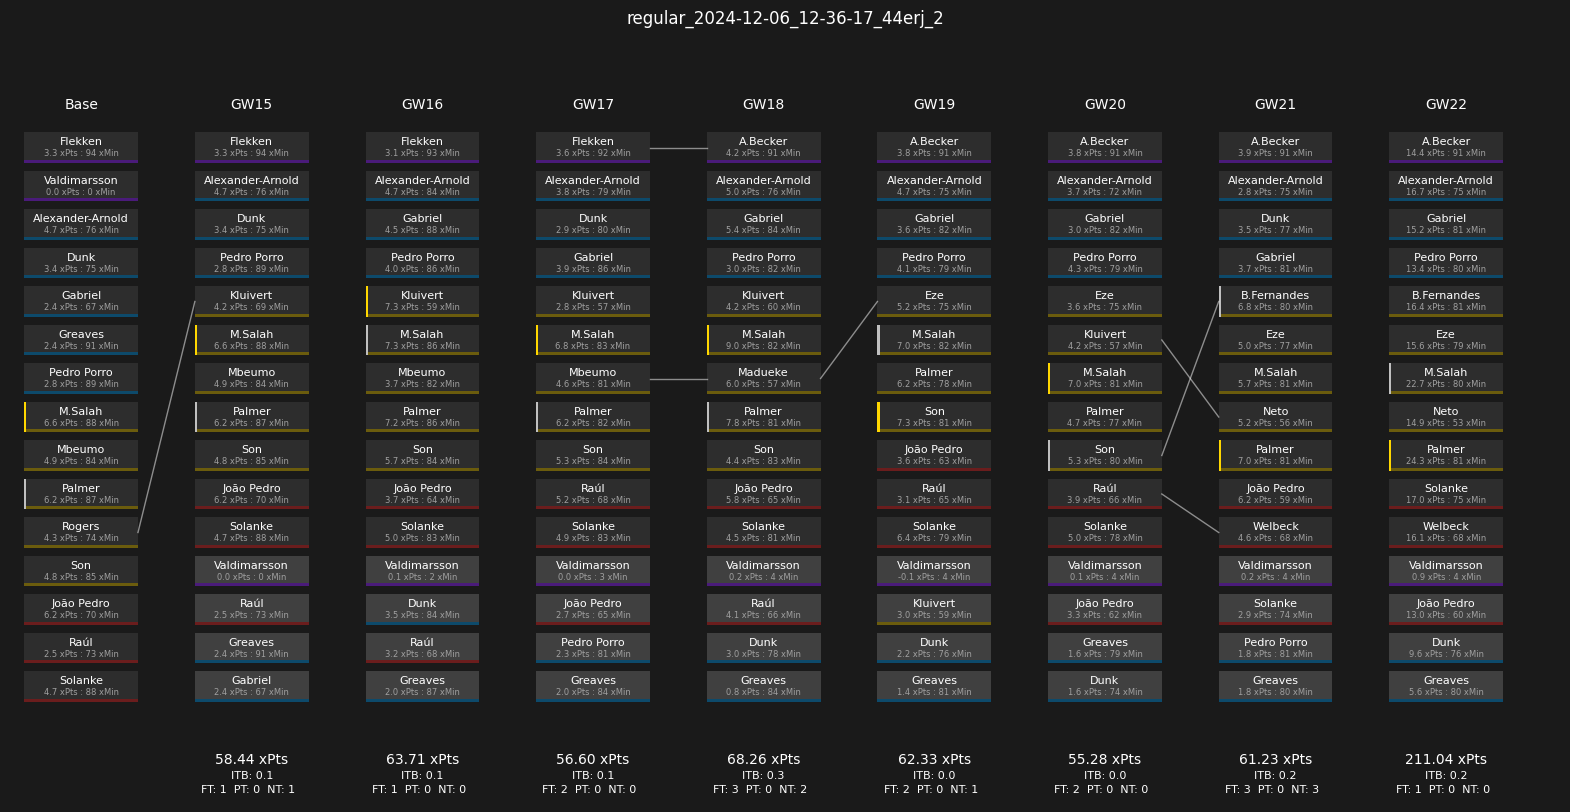 regular_2024-12-06_12-36-17_44erj_2
Base
Flekken
3.3 xPts : 94 xMin
Valdimarsson
0.0 xPts : 0 xMin
Alexander-Arnold
4.7 xPts : 76 xMin
Dunk
3.4 xPts : 75 xMin
Gabriel
2.4 xPts : 67 xMin
Greaves
2.4 xPts : 91 xMin
Pedro Porro
2.8 xPts : 89 xMin
M.Salah
6.6 xPts : 88 xMin
Mbeumo
4.9 xPts : 84 xMin
Palmer
6.2 xPts : 87 xMin
Rogers
4.3 xPts : 74 xMin
Son
4.8 xPts : 85 xMin
João Pedro
6.2 xPts : 70 xMin
Raúl
2.5 xPts : 73 xMin
Solanke
4.7 xPts : 88 xMin
GW15
Flekken
3.3 xPts : 94 xMin
Alexander-Arnold
4.7 xPts : 76 xMin
Dunk
3.4 xPts : 75 xMin
Pedro Porro
2.8 xPts : 89 xMin
Kluivert
4.2 xPts : 69 xMin
M.Salah
6.6 xPts : 88 xMin
Mbeumo
4.9 xPts : 84 xMin
Palmer
6.2 xPts : 87 xMin
Son
4.8 xPts : 85 xMin
João Pedro
6.2 xPts : 70 xMin
Solanke
4.7 xPts : 88 xMin
Valdimarsson
0.0 xPts : 0 xMin
Raúl
2.5 xPts : 73 xMin
Greaves
2.4 xPts : 91 xMin
Gabriel
2.4 xPts : 67 xMin
58.44 xPts
ITB: 0.1
FT: 1 PT: 0 NT: 1
GW16
Flekken
3.1 xPts : 93 xMin
Alexander-Arnold
4.7 xPts : 84 xMin
Gabriel
4.5 xPts : 88 xMin
Pedro Porro
4.0 xPts : 86 xMin
Kluivert
7.3 xPts : 59 xMin
M.Salah
7.3 xPts : 86 xMin
Mbeumo
3.7 xPts : 82 xMin
Palmer
7.2 xPts : 86 xMin
Son
5.7 xPts : 84 xMin
João Pedro
3.7 xPts : 64 xMin
Solanke
5.0 xPts : 83 xMin
Valdimarsson
0.1 xPts : 2 xMin
Dunk
3.5 xPts : 84 xMin
Raúl
3.2 xPts : 68 xMin
Greaves
2.0 xPts : 87 xMin
63.71 xPts
ITB: 0.1
FT: 1 PT: 0 NT: 0
GW17
Flekken
3.6 xPts : 92 xMin
Alexander-Arnold
3.8 xPts : 79 xMin
Dunk
2.9 xPts : 80 xMin
Gabriel
3.9 xPts : 86 xMin
Kluivert
2.8 xPts : 57 xMin
M.Salah
6.8 xPts : 83 xMin
Mbeumo
4.6 xPts : 81 xMin
Palmer
6.2 xPts : 82 xMin
Son
5.3 xPts : 84 xMin
Raúl
5.2 xPts : 68 xMin
Solanke
4.9 xPts : 83 xMin
Valdimarsson
0.0 xPts : 3 xMin
João Pedro
2.7 xPts : 65 xMin
Pedro Porro
2.3 xPts : 81 xMin
Greaves
2.0 xPts : 84 xMin
56.60 xPts
ITB: 0.1
FT: 2 PT: 0 NT: 0
GW18
A.Becker
4.2 xPts : 91 xMin
Alexander-Arnold
5.0 xPts : 76 xMin
Gabriel
5.4 xPts : 84 xMin
Pedro Porro
3.0 xPts : 82 xMin
Kluivert
4.2 xPts : 60 xMin
M.Salah
9.0 xPts : 82 xMin
Madueke
6.0 xPts : 57 xMin
Palmer
7.8 xPts : 81 xMin
Son
4.4 xPts : 83 xMin
João Pedro
5.8 xPts : 65 xMin
Solanke
4.5 xPts : 81 xMin
Valdimarsson
0.2 xPts : 4 xMin
Raúl
4.1 xPts : 66 xMin
Dunk
3.0 xPts : 78 xMin
Greaves
0.8 xPts : 84 xMin
68.26 xPts
ITB: 0.3
FT: 3 PT: 0 NT: 2
GW19
A.Becker
3.8 xPts : 91 xMin
Alexander-Arnold
4.7 xPts : 75 xMin
Gabriel
3.6 xPts : 82 xMin
Pedro Porro
4.1 xPts : 79 xMin
Eze
5.2 xPts : 75 xMin
M.Salah
7.0 xPts : 82 xMin
Palmer
6.2 xPts : 78 xMin
Son
7.3 xPts : 81 xMin
João Pedro
3.6 xPts : 63 xMin
Raúl
3.1 xPts : 65 xMin
Solanke
6.4 xPts : 79 xMin
Valdimarsson
-0.1 xPts : 4 xMin
Kluivert
3.0 xPts : 59 xMin
Dunk
2.2 xPts : 76 xMin
Greaves
1.4 xPts : 81 xMin
62.33 xPts
ITB: 0.0
FT: 2 PT: 0 NT: 1
GW20
A.Becker
3.8 xPts : 91 xMin
Alexander-Arnold
3.7 xPts : 72 xMin
Gabriel
3.0 xPts : 82 xMin
Pedro Porro
4.3 xPts : 79 xMin
Eze
3.6 xPts : 75 xMin
Kluivert
4.2 xPts : 57 xMin
M.Salah
7.0 xPts : 81 xMin
Palmer
4.7 xPts : 77 xMin
Son
5.3 xPts : 80 xMin
Raúl
3.9 xPts : 66 xMin
Solanke
5.0 xPts : 78 xMin
Valdimarsson
0.1 xPts : 4 xMin
João Pedro
3.3 xPts : 62 xMin
Greaves
1.6 xPts : 79 xMin
Dunk
1.6 xPts : 74 xMin
55.28 xPts
ITB: 0.0
FT: 2 PT: 0 NT: 0
GW21
A.Becker
3.9 xPts : 91 xMin
Alexander-Arnold
2.8 xPts : 75 xMin
Dunk
3.5 xPts : 77 xMin
Gabriel
3.7 xPts : 81 xMin
B.Fernandes
6.8 xPts : 80 xMin
Eze
5.0 xPts : 77 xMin
M.Salah
5.7 xPts : 81 xMin
Neto
5.2 xPts : 56 xMin
Palmer
7.0 xPts : 81 xMin
João Pedro
6.2 xPts : 59 xMin
Welbeck
4.6 xPts : 68 xMin
Valdimarsson
0.2 xPts : 4 xMin
Solanke
2.9 xPts : 74 xMin
Pedro Porro
1.8 xPts : 81 xMin
Greaves
1.8 xPts : 80 xMin
61.23 xPts
ITB: 0.2
FT: 3 PT: 0 NT: 3
GW22
A.Becker
14.4 xPts : 91 xMin
Alexander-Arnold
16.7 xPts : 75 xMin
Gabriel
15.2 xPts : 81 xMin
Pedro Porro
13.4 xPts : 80 xMin
B.Fernandes
16.4 xPts : 81 xMin
Eze
15.6 xPts : 79 xMin
M.Salah
22.7 xPts : 80 xMin
Neto
14.9 xPts : 53 xMin
Palmer
24.3 xPts : 81 xMin
Solanke
17.0 xPts : 75 xMin
Welbeck
16.1 xPts : 68 xMin
Valdimarsson
0.9 xPts : 4 xMin
João Pedro
13.0 xPts : 60 xMin
Dunk
9.6 xPts : 76 xMin
Greaves
5.6 xPts : 80 xMin
211.04 xPts
ITB: 0.2
FT: 1 PT: 0 NT: 0